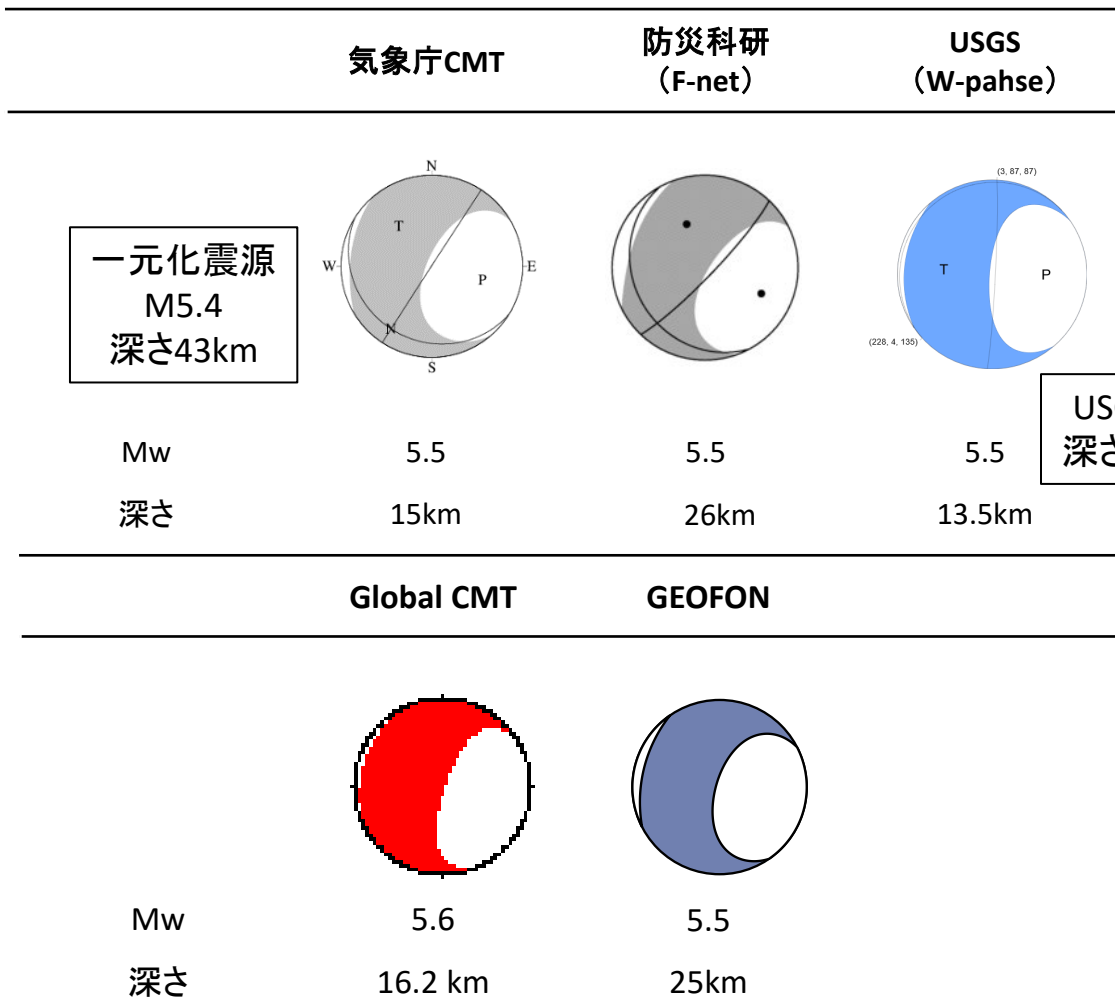 気象庁CMT
防災科研
（F-net）
USGS
（W-pahse）
一元化震源
M5.4
深さ43km
N
T
W
E
P
N
S
(3, 87, 87)
T
P
(228, 4, 135)
US
深さ
Mw 5.5 5.5 5.5
深さ 15km 26km 13.5km
Global CMT GEOFON
Mw 5.6 5.5
深さ 16.2 km 25km